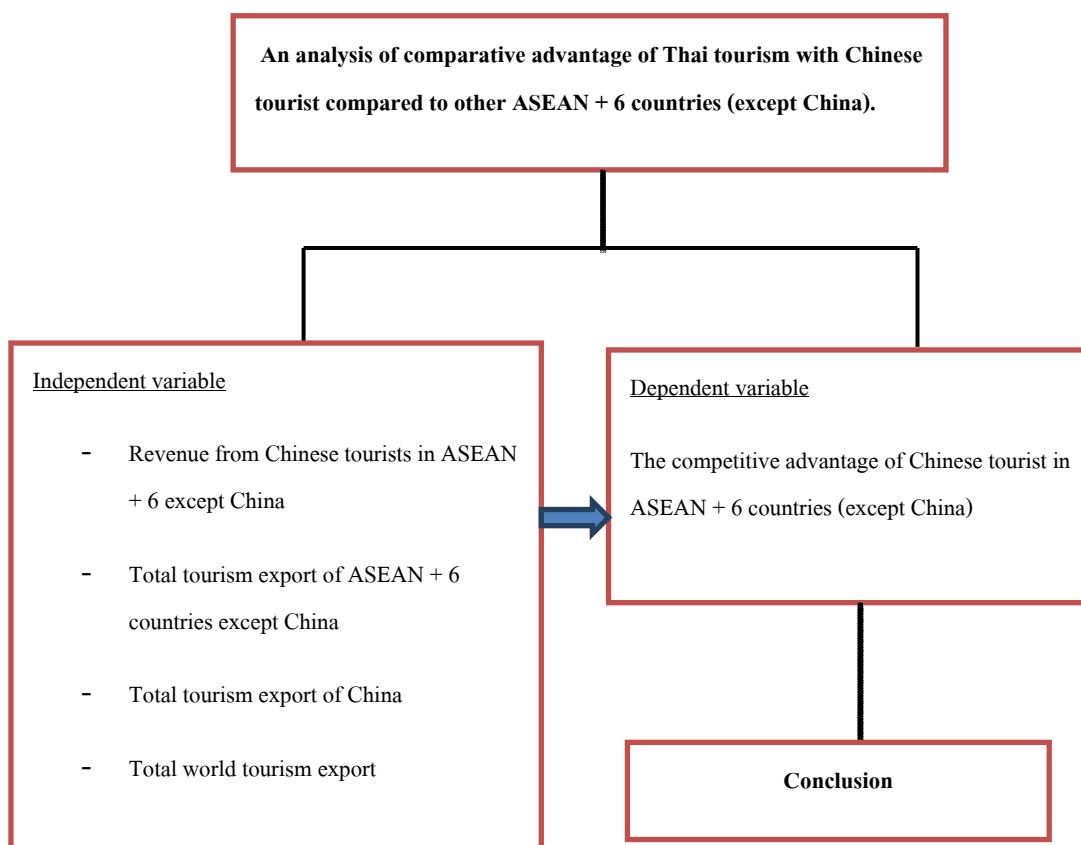 An analysis of comparative advantage of Thai tourism with Chinese
tourist compared to other ASEAN + 6 countries (except China).
Independent variable
- Revenue from Chinese tourists in ASEAN
+ 6 except China
- Total tourism export of ASEAN + 6
countries except China
- Total tourism export of China
- Total world tourism export
Dependent variable
The competitive advantage of Chinese tourist in
ASEAN + 6 countries (except China)
Conclusion